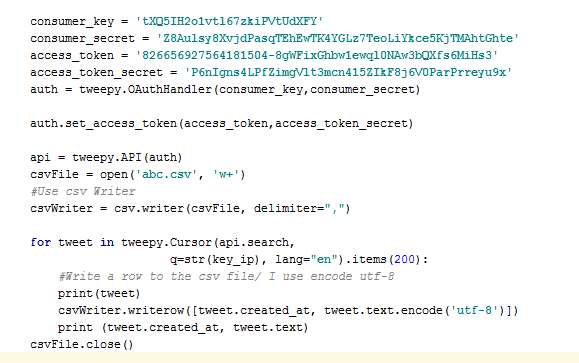 consumer_key = 'tXQ5IH2o1vtl67zkiPVtUdXFY'
consumer_secret = 'Z8Aulsy8XvjdPasqTEhEwTK4YGLz7TeoLiYkce5KjTMAhtGhte'
access_token = '826656927564181504-8gWFixGhbw1ewql0NAw3bQXfs6MiHs3'
access_token_secret = 'P6nIgns4LPfZimgVlt3mcn415ZIkF8j6V0ParPrreyu9x'
auth = tweepy.OAuthHandler(consumer_key,consumer_secret)
auth.set_access_token(access_token,access_token_secret)
api = tweepy.API(auth)
csvFile = open('abc.csv', 'w+')
#Use csv Writer
csvWriter = csv.writer(csvFile, delimiter=",")
for tweet in tweepy.Cursor(api.search,
q=str(key_ip), lang="en").items(200):
#Write a row to the csv file/ I use encode utf-8
print(tweet)
csvWriter.writerow([tweet.created_at, tweet.text.encode('utf-8')])
print (tweet.created_at, tweet.text)
csvFile.close()